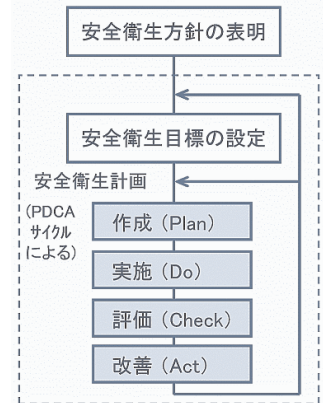 安全衛生方針の表明
安全衛生目標の設定
安全衛生計画
(PDCA
サイクル
による)
作成 (Plan)
実施 (Do)
評価 (Check)
改善 (Act)